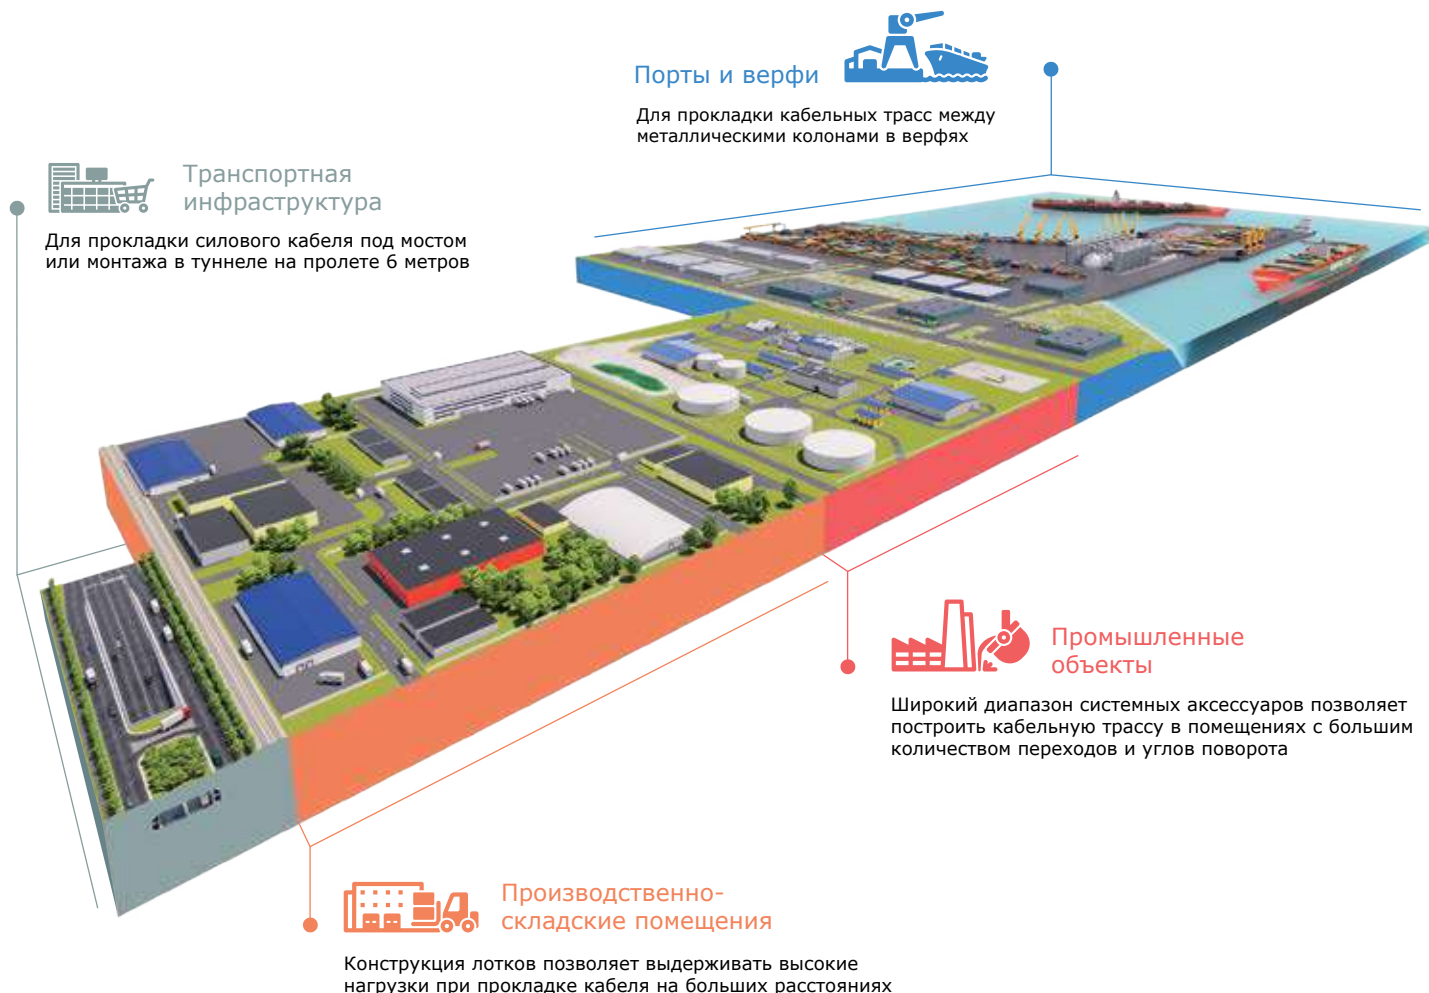 Порты и верфи
Для прокладки кабельных трасс между
металлическими колонами в верфях
Транспортная
инфраструктура
Для прокладки силового кабеля под мостом
или монтажа в туннеле на пролете 6 метров
Промышленные
объекты
Широкий диапазон системных аксессуаров позволяет
построить кабельную трассу в помещениях с большим
количеством переходов и углов поворота
Производственно-
складские помещения
Конструкция лотков позволяет выдерживать высокие
нагрузки при прокладке кабеля на больших расстояниях